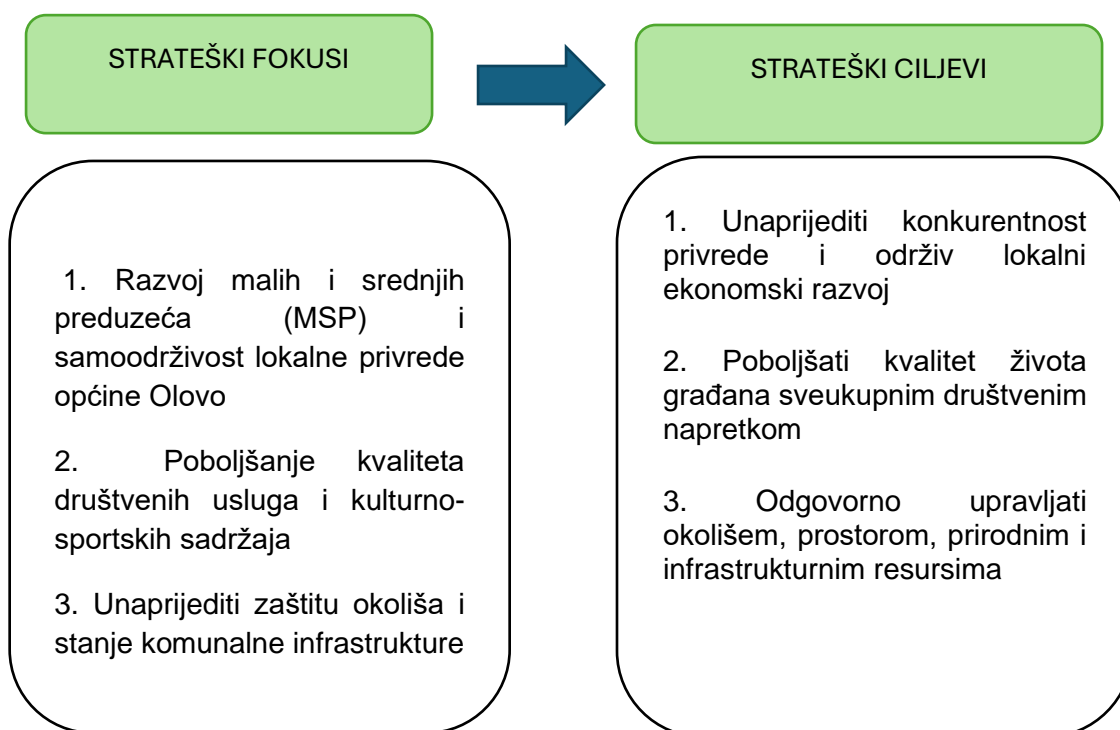 STRATEŠKI FOKUSI
1. Razvoj malih i srednjih
preduzeća (MSP) i
samoodrživost lokalne privrede
općine Olovo
2. Poboljšanje kvaliteta
društvenih usluga i kulturno-
sportskih sadržaja
3. Unaprijediti zaštitu okoliša i
stanje komunalne infrastrukture
STRATEŠKI CILJEVI
1. Unaprijediti konkurentnost
privrede i održiv lokalni
ekonomski razvoj
2. Poboljšati kvalitet života
građana sveukupnim društvenim
napretkom
3. Odgovorno upravljati
okolišem, prostorom, prirodnim i
infrastrukturnim resursima